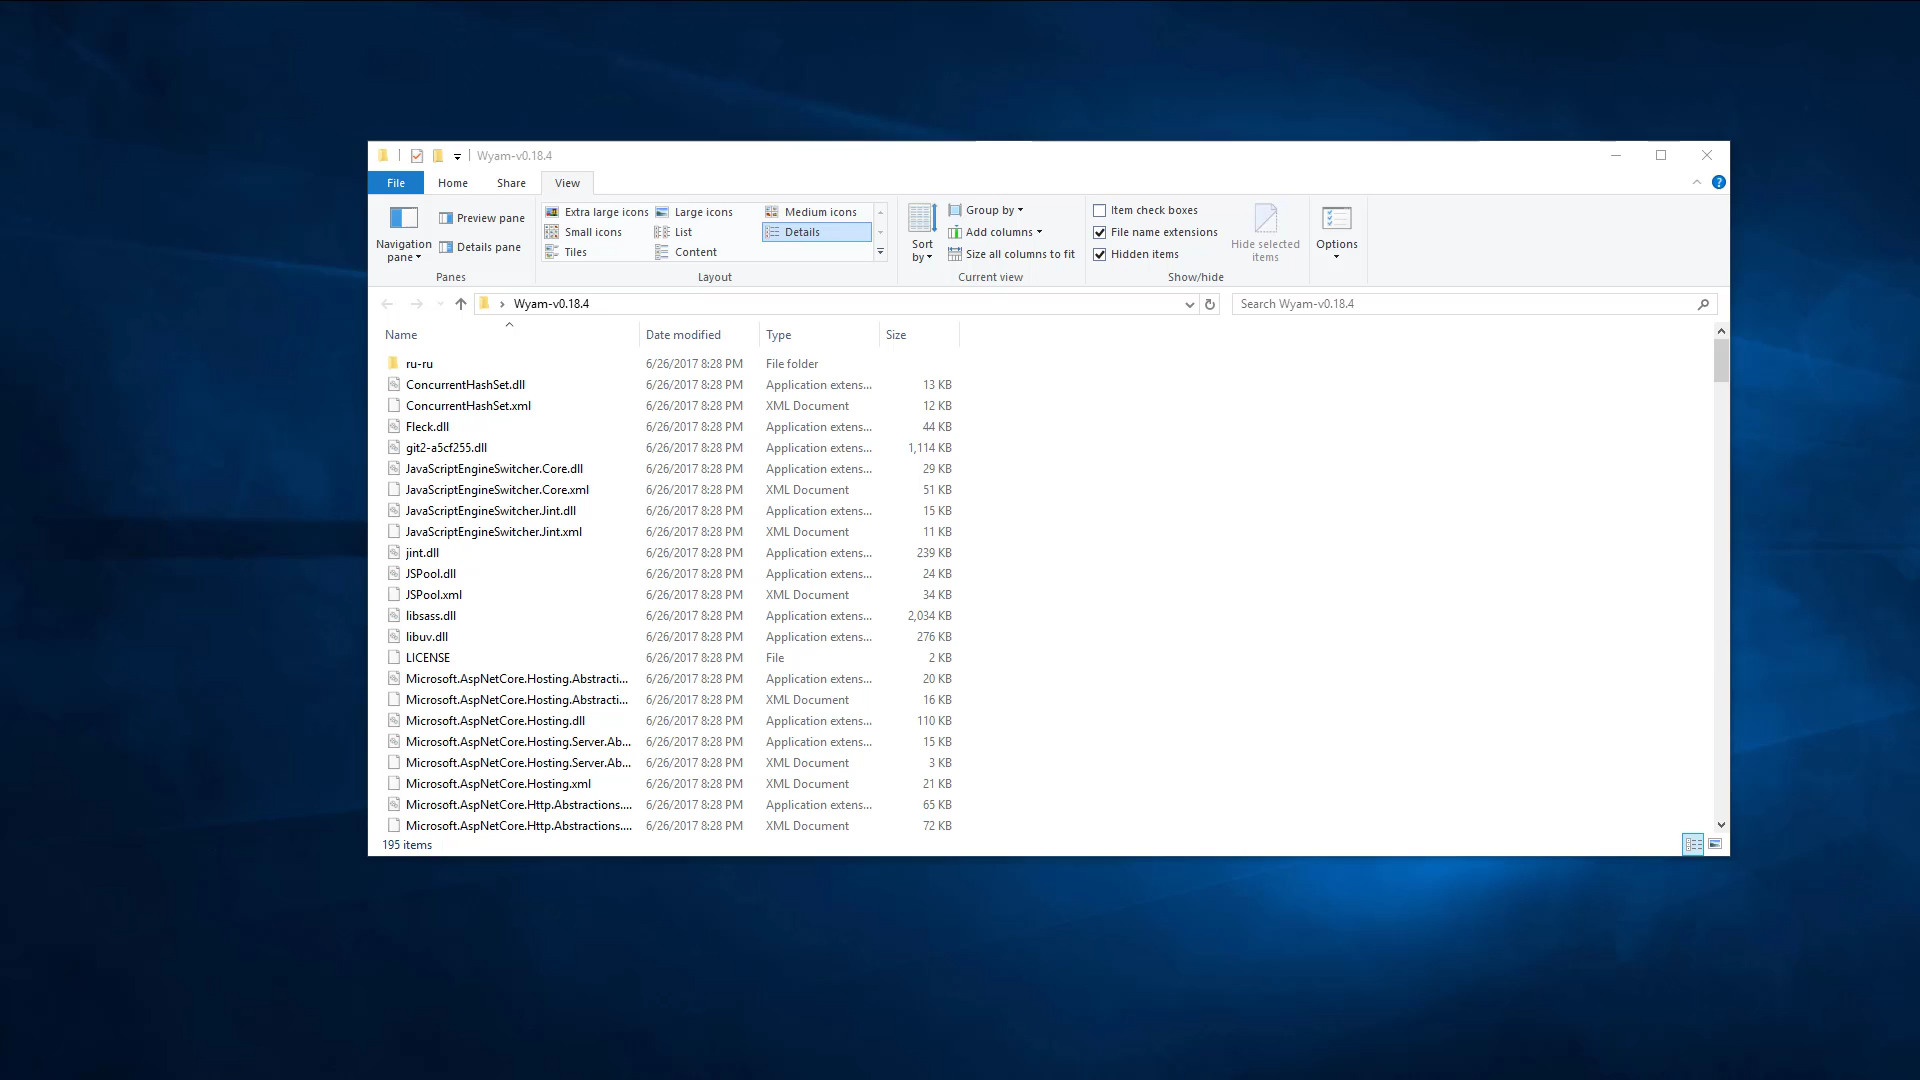 Wyam-v0.18.4
File Home Share View
Navigation pane
Preview pane
Details pane
Panes
Extra large icons Large icons Medium icons
Small icons List Details
Tiles Content
Layout
Sort by
Group by
Add columns
Size all columns to fit
Current view
Item check boxes
File name extensions
Hidden items
Hide selected items
Show/hide
Options
Wyam-v0.18.4
Search Wyam-v0.18.4
Name Date modified Type Size
ru-ru 6/26/2017 8:28 PM File folder
ConcurrentHashSet.dll 6/26/2017 8:28 PM Application extens... 13 KB
ConcurrentHashSet.xml 6/26/2017 8:28 PM XML Document 12 KB
Fleck.dll 6/26/2017 8:28 PM Application extens... 44 KB
git2-a5cf255.dll 6/26/2017 8:28 PM Application extens... 1,114 KB
JavaScriptEngineSwitcher.Core.dll 6/26/2017 8:28 PM Application extens... 29 KB
JavaScriptEngineSwitcher.Core.xml 6/26/2017 8:28 PM XML Document 51 KB
JavaScriptEngineSwitcher.Jint.dll 6/26/2017 8:28 PM Application extens... 15 KB
JavaScriptEngineSwitcher.Jint.xml 6/26/2017 8:28 PM XML Document 11 KB
jint.dll 6/26/2017 8:28 PM Application extens... 239 KB
JSPool.dll 6/26/2017 8:28 PM Application extens... 24 KB
JSPool.xml 6/26/2017 8:28 PM XML Document 34 KB
libsass.dll 6/26/2017 8:28 PM Application extens... 2,034 KB
libuv.dll 6/26/2017 8:28 PM Application extens... 276 KB
LICENSE 6/26/2017 8:28 PM File 2 KB
Microsoft.AspNetCore.Hosting.Abstracti... 6/26/2017 8:28 PM Application extens... 20 KB
Microsoft.AspNetCore.Hosting.Abstracti... 6/26/2017 8:28 PM XML Document 16 KB
Microsoft.AspNetCore.Hosting.dll 6/26/2017 8:28 PM Application extens... 110 KB
Microsoft.AspNetCore.Hosting.Server.Ab... 6/26/2017 8:28 PM Application extens... 15 KB
Microsoft.AspNetCore.Hosting.Server.Ab... 6/26/2017 8:28 PM XML Document 3 KB
Microsoft.AspNetCore.Hosting.xml 6/26/2017 8:28 PM XML Document 21 KB
Microsoft.AspNetCore.Http.Abstractions.... 6/26/2017 8:28 PM Application extens... 65 KB
Microsoft.AspNetCore.Http.Abstractions.... 6/26/2017 8:28 PM XML Document 72 KB
195 items